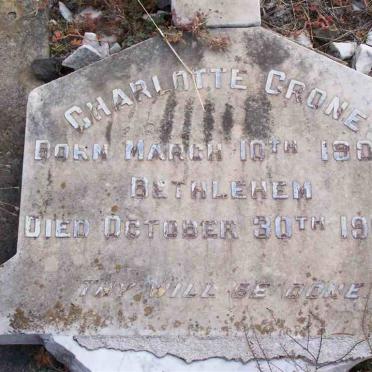 CHARLOTTE CRONE
BORN MARCH 10TH 190
BETHLEHEM
DIED OCTOBER 30TH 19
THY WILL BE DONE